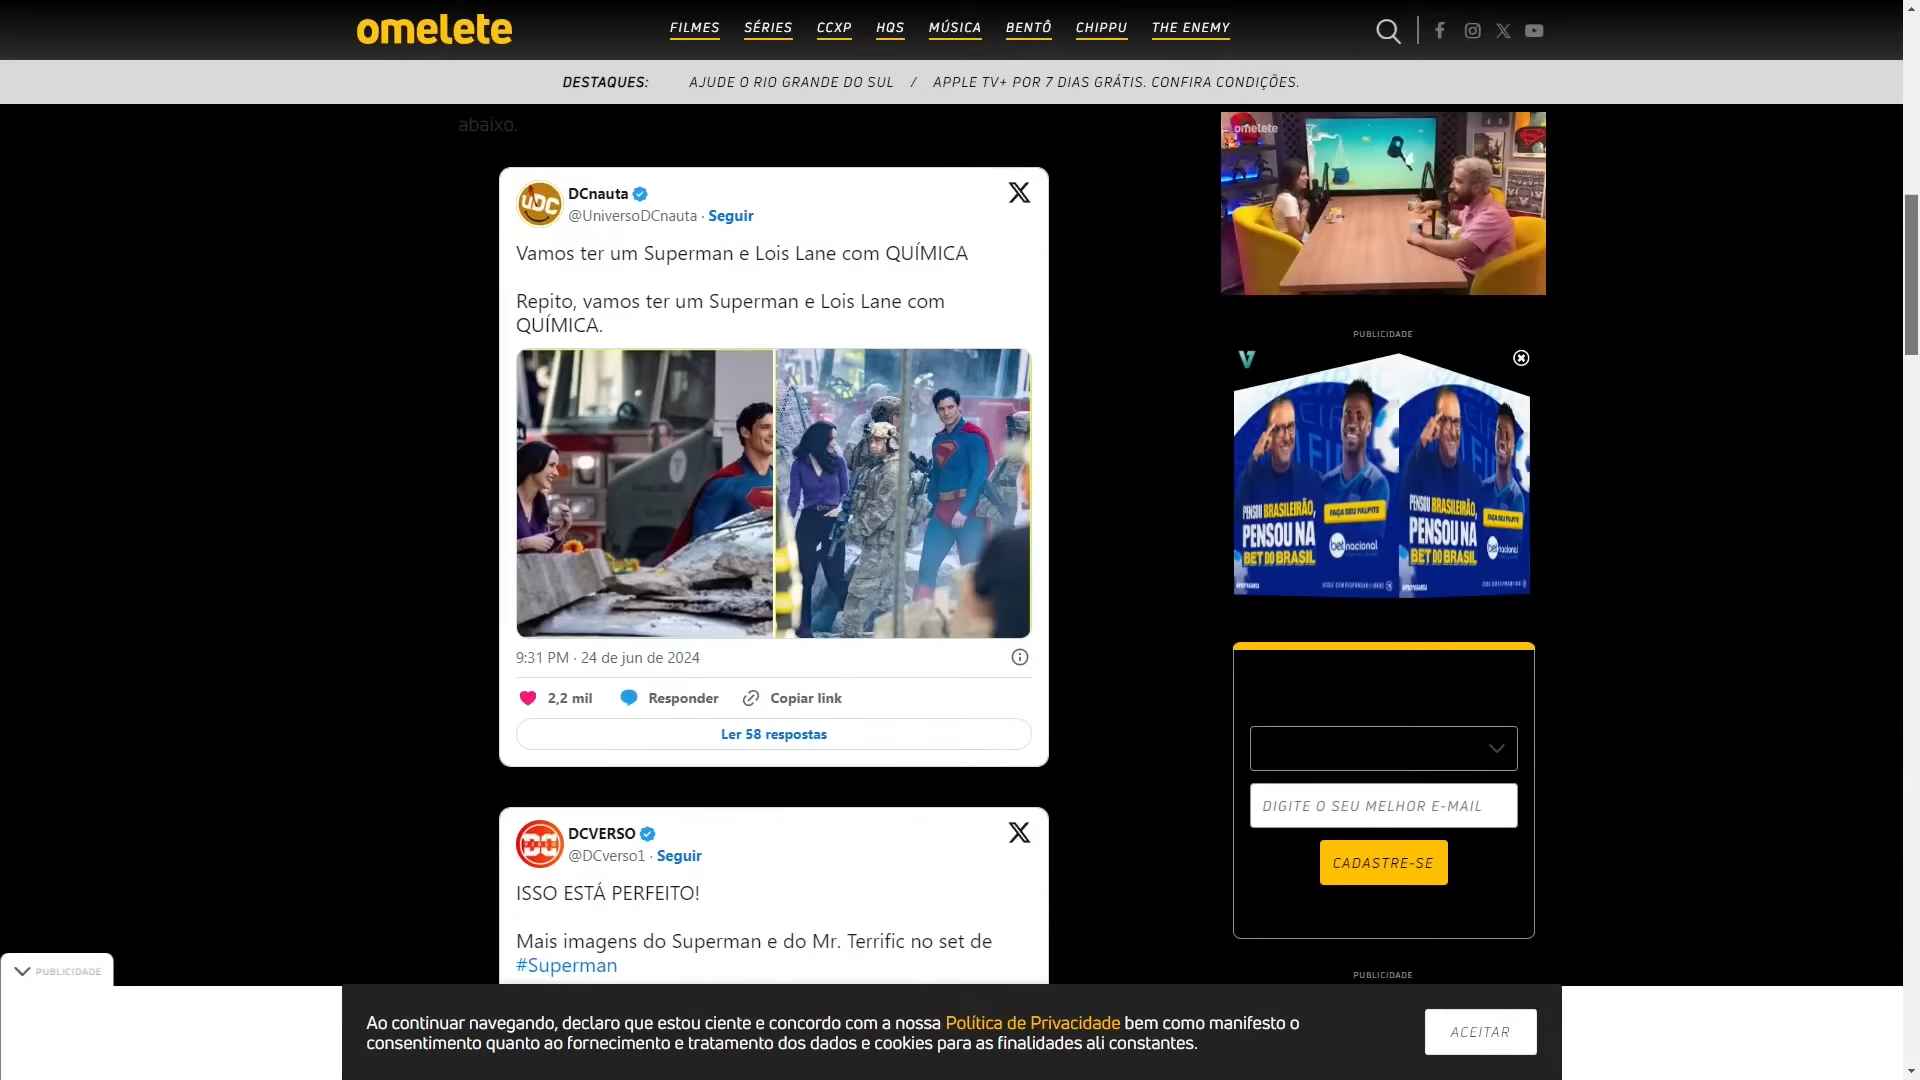 omelete
FILMES SÉRIES CCXP HQS MÚSICA BENTÔ CHIPPU THE ENEMY
DESTAQUES: AJUDE O RIO GRANDE DO SUL / APPLE TV+ POR 7 DIAS GRÁTIS. CONFIRA CONDIÇÕES.
abaixo.
DCnauta
@UniversoDCnauta · Seguir
Vamos ter um Superman e Lois Lane com QUÍMICA
Repito, vamos ter um Superman e Lois Lane com
QUÍMICA.
9:31 PM · 24 de jun de 2024
2,2 mil Responder Copiar link
Ler 58 respostas
DCVERSO
@DCverso1 · Seguir
ISSO ESTÁ PERFEITO!
Mais imagens do Superman e do Mr. Terrific no set de
#Superman
omelete
PUBLICIDADE
PENSOU BRASILEIRÃO,
PENSOU NA
BET DO BRASIL
FAÇA SEU PALPITE
betnacional
PENSOU BRASILEIRÃO,
PENSOU NA
BET DO BRASIL
FAÇA SEU PALPITE
betnacional
DIGITE O SEU MELHOR E-MAIL
CADASTRE-SE
PUBLICIDADE
PUBLICIDADE
Ao continuar navegando, declaro que estou ciente e concordo com a nossa Política de Privacidade bem como manifesto o
consentimento quanto ao fornecimento e tratamento dos dados e cookies para as finalidades ali constantes.
ACEITAR